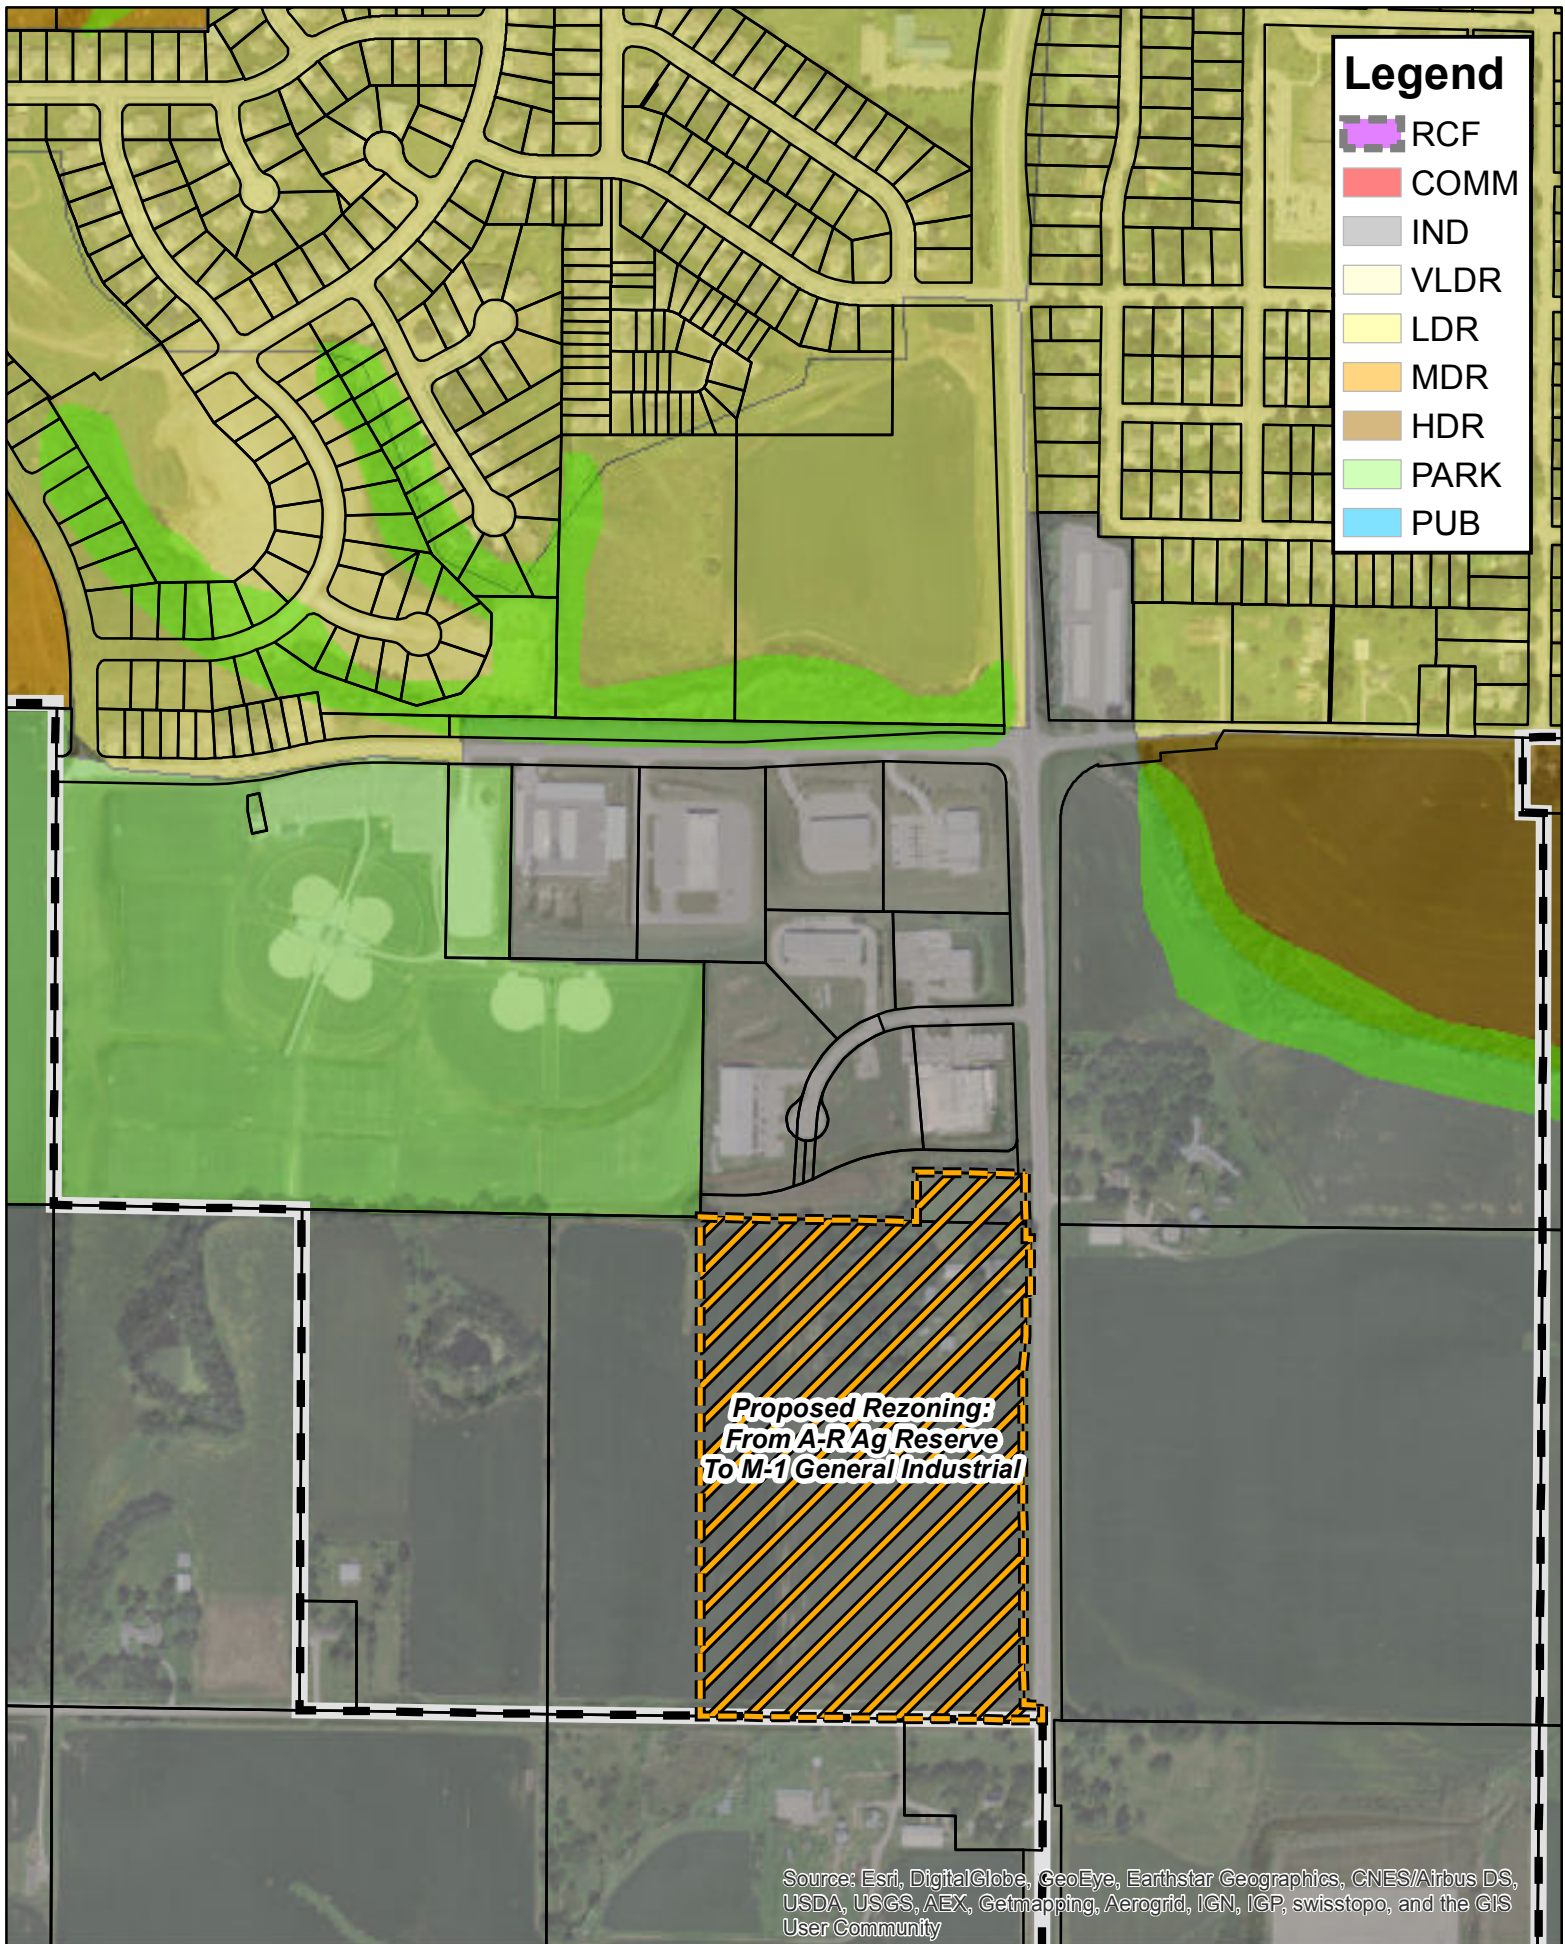 Legend
RCF
COMM
IND
VLDR
LDR
MDR
HDR
PARK
PUB
Proposed Rezoning:
From A-R Ag Reserve
To M-1 General Industrial
Source: Esri, DigitalGlobe, GeoEye, Earthstar Geographics, CNES/Airbus DS,
USDA, USGS, AEX, Getmapping, Aerogrid, IGN, IGP, swisstopo, and the GIS
User Community